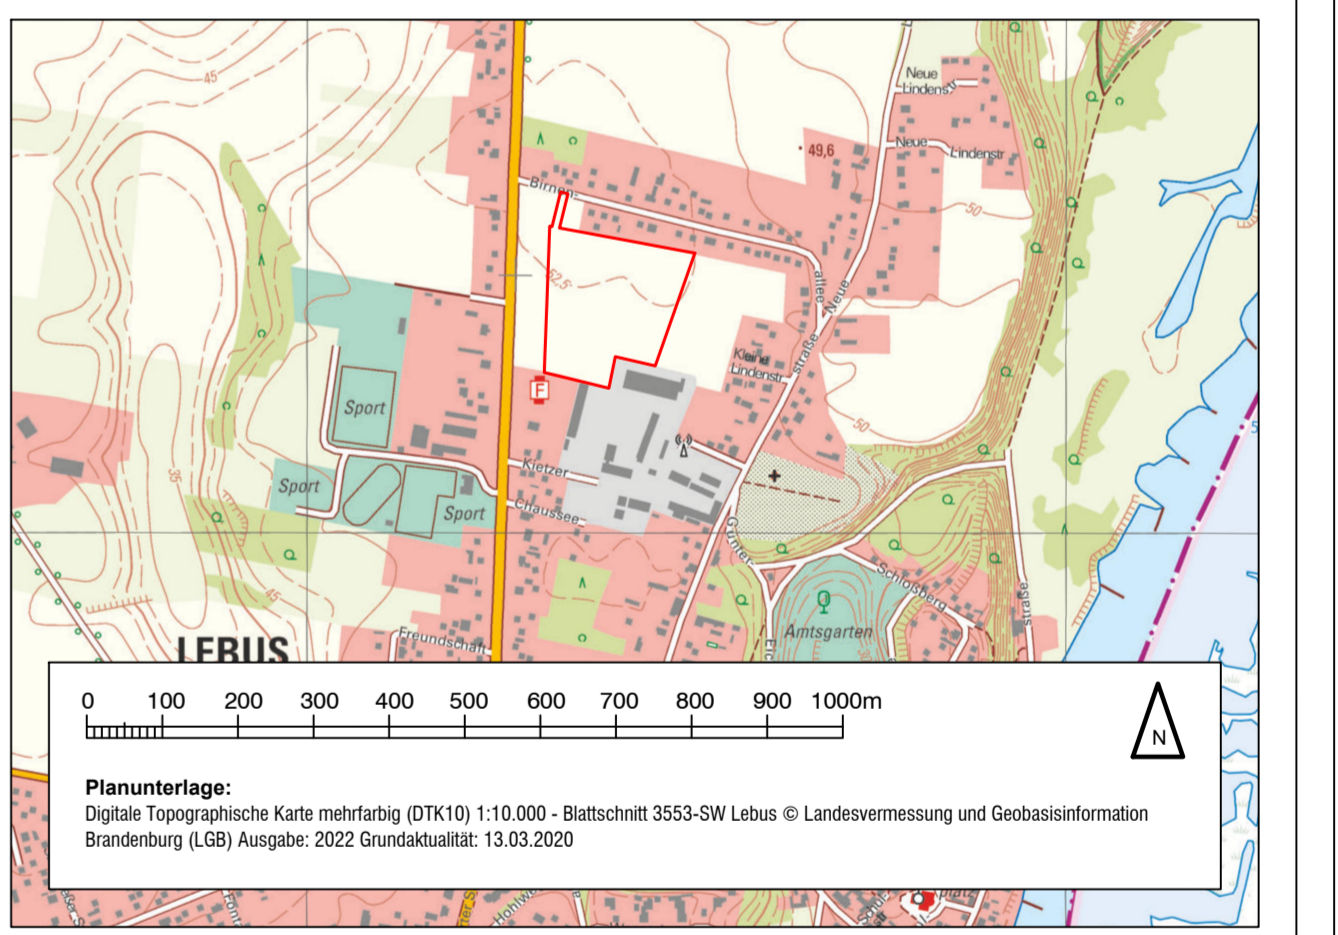 45
Neue
Lindenstr
Neue
Lindenstr
49,6
Birnen-
50
52,5
allee
Neue
straße
Kleine
Lindenstr.
F
Sport
50
35
Kietzer
Sport
Sport
Chaussee
Günter-
45
Schloßberg
straße
Amtsgarten
Freundschaft
LEBUS
0 100 200 300 400 500 600 700 800 900 1000m
N
Planunterlage:
Digitale Topographische Karte mehrfarbig (DTK10) 1:10.000 - Blattschnitt 3553-SW Lebus © Landesvermessung und Geobasisinformation
Brandenburg (LGB) Ausgabe: 2022 Grundaktualität: 13.03.2020